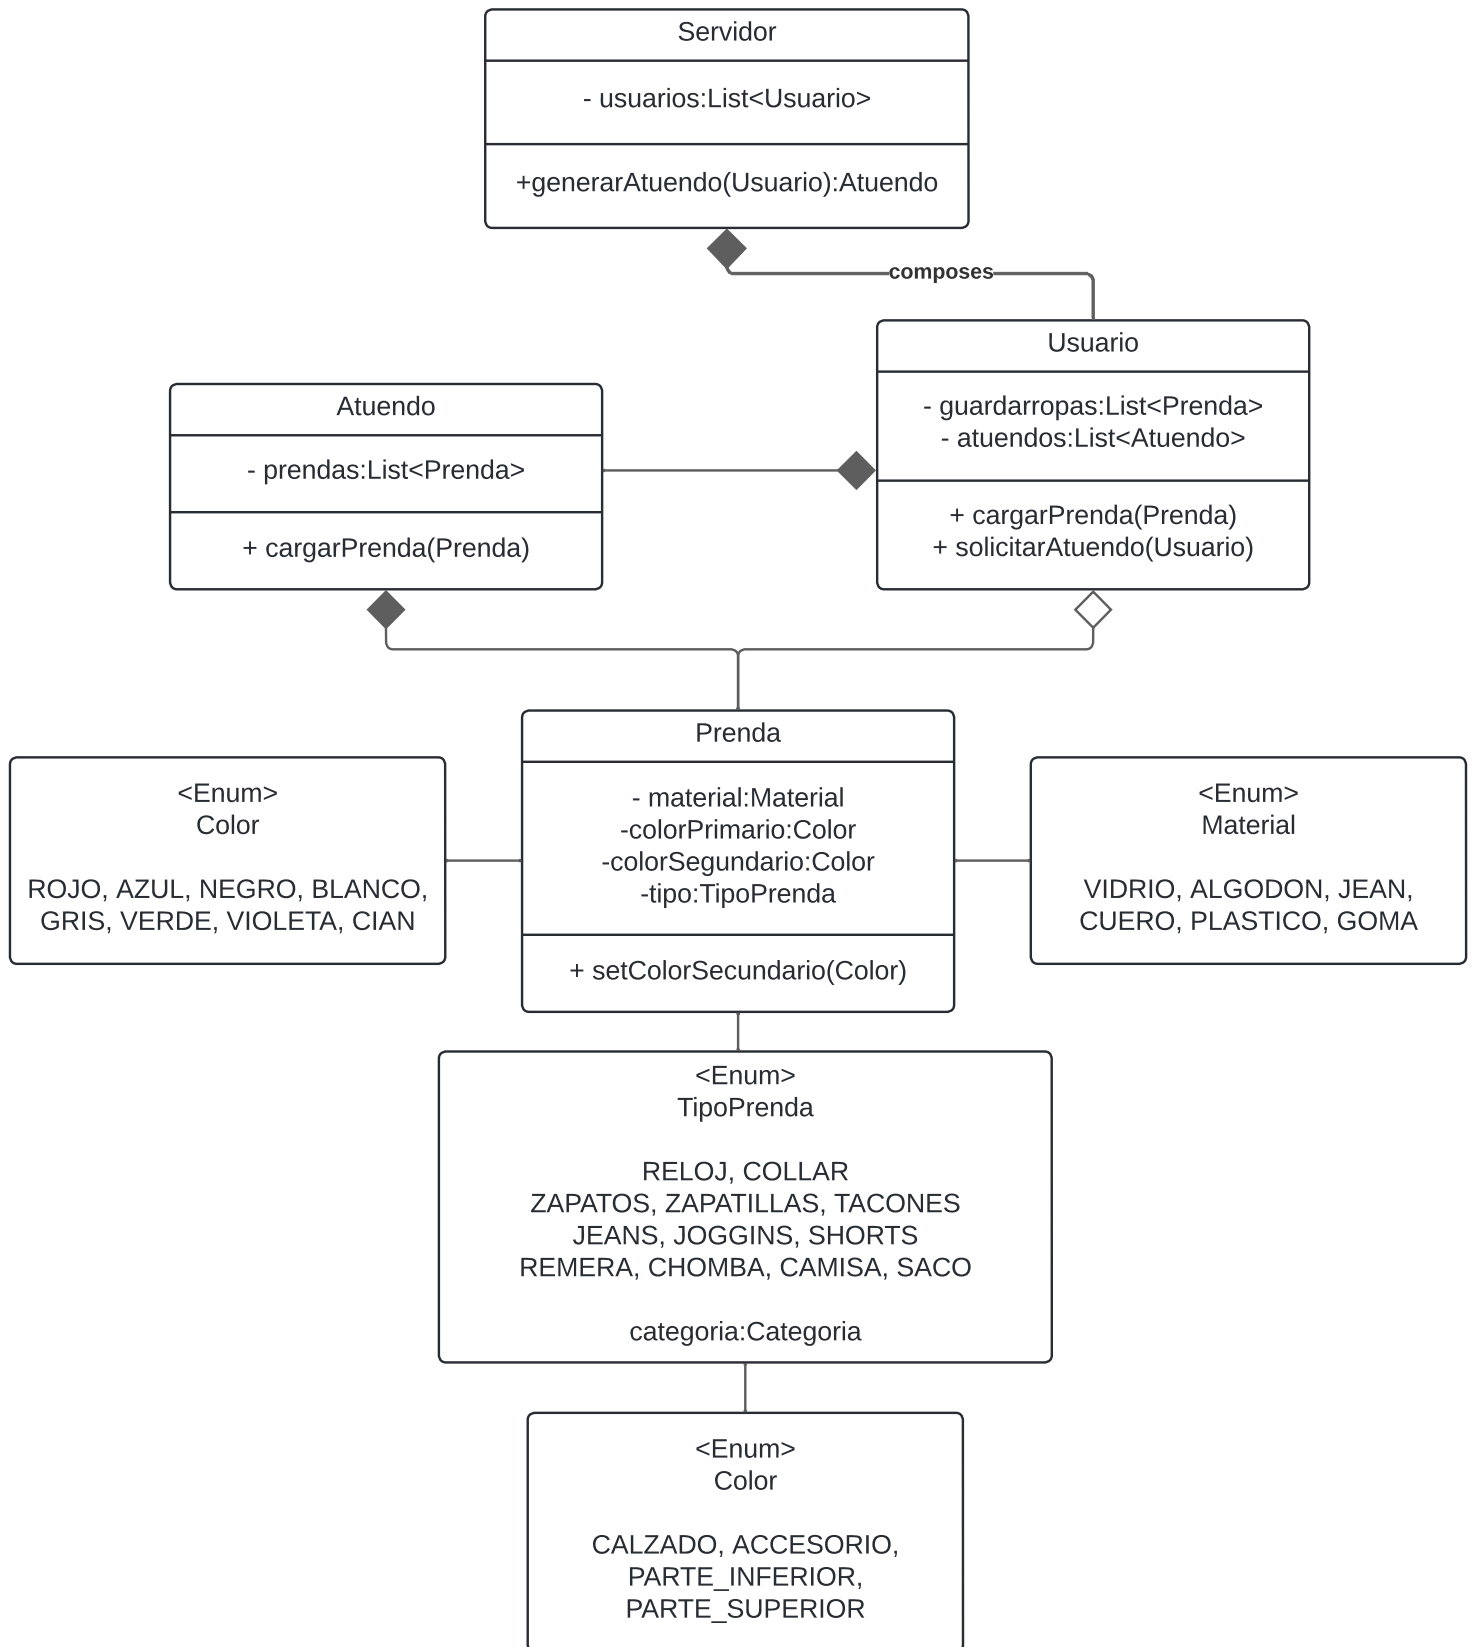 Servidor
- usuarios:List<Usuario>
+generarAtuendo(Usuario):Atuendo
composes
Usuario
- guardarropas:List<Prenda>
- atuendos:List<Atuendo>
+ cargarPrenda(Prenda)
+ solicitarAtuendo(Usuario)
Atuendo
- prendas:List<Prenda>
+ cargarPrenda(Prenda)
Prenda
- material:Material
-colorPrimario:Color
-colorSegundario:Color
-tipo:TipoPrenda
+ setColorSecundario(Color)
<Enum>
Color
ROJO, AZUL, NEGRO, BLANCO,
GRIS, VERDE, VIOLETA, CIAN
<Enum>
Material
VIDRIO, ALGODON, JEAN,
CUERO, PLASTICO, GOMA
<Enum>
TipoPrenda
RELOJ, COLLAR
ZAPATOS, ZAPATILLAS, TACONES
JEANS, JOGGINS, SHORTS
REMERA, CHOMBA, CAMISA, SACO
categoria:Categoria
<Enum>
Color
CALZADO, ACCESORIO,
PARTE_INFERIOR,
PARTE_SUPERIOR